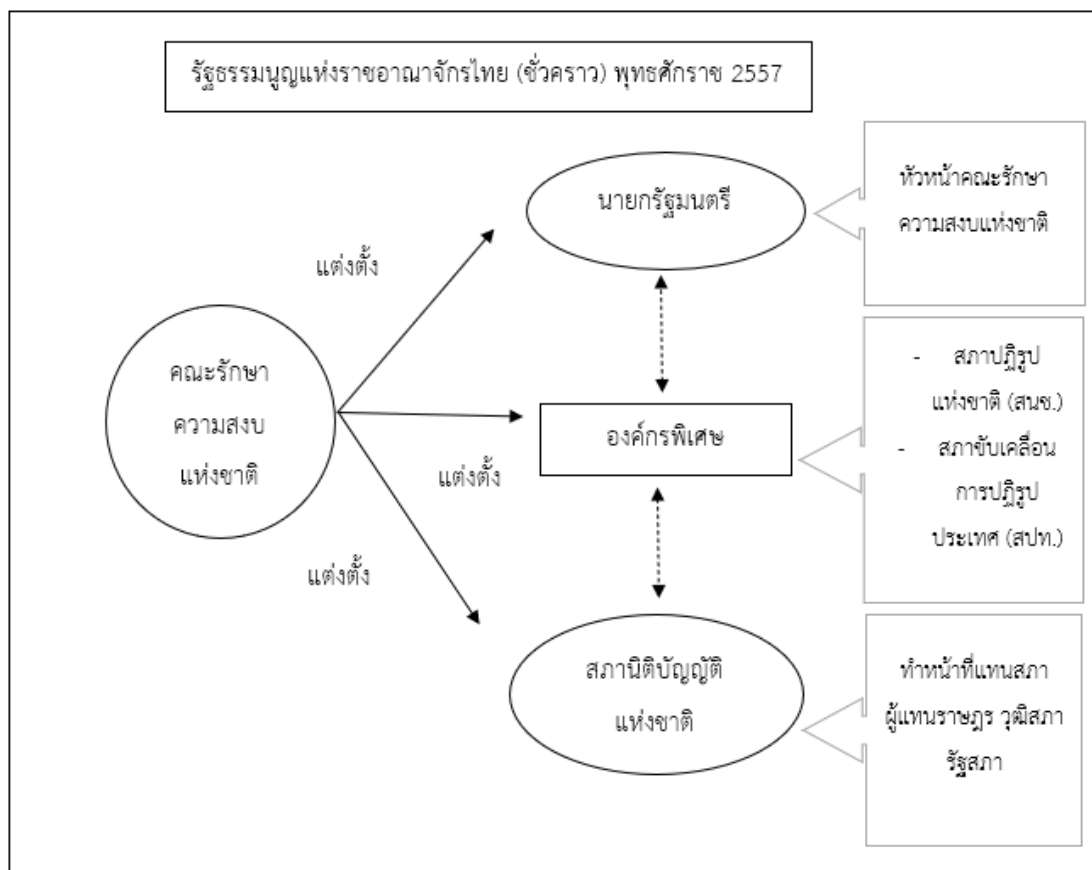 รัฐธรรมนูญแห่งราชอาณาจักรไทย (ชั่วคราว) พุทธศักราช 2557
นายกรัฐมนตรี
หัวหน้าคณะรักษา
ความสงบแห่งชาติ
แต่งตั้ง
คณะรักษา
ความสงบ
แห่งชาติ
แต่งตั้ง
องค์กรพิเศษ
- สภาปฏิรูป
แห่งชาติ (สนช.)
- สภาขับเคลื่อน
การปฏิรูป
ประเทศ (สปท.)
แต่งตั้ง
สภานิติบัญญัติ
แห่งชาติ
ทำหน้าที่แทนสภา
ผู้แทนราษฎร วุฒิสภา
รัฐสภา